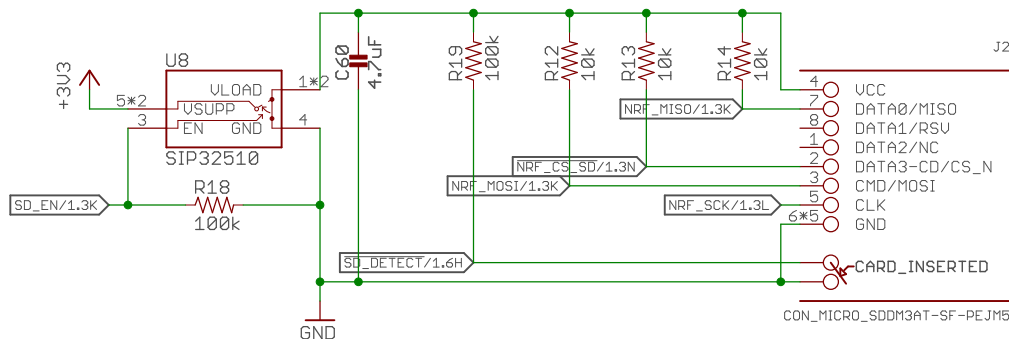 U8
+3V3
VLOAD
1*2
5*2
VSUPP
3
EN
GND
4
SIP32510
SD_EN/1.3K
R18
100k
C60
4.7uF
R19
100k
R12
10k
R13
10k
R14
10k
J2
NRF_MISO/1.3K
NRF_CS_SD/1.3N
NRF_MOSI/1.3K
NRF_SCK/1.3L
SD_DETECT/1.6H
4 VCC
7 DATA0/MISO
8 DATA1/RSV
1 DATA2/NC
2 DATA3-CD/CS_N
3 CMD/MOSI
5 CLK
6*5 GND
CARD_INSERTED
CON_MICRO_SDDM3AT-SF-PEJM5
GND